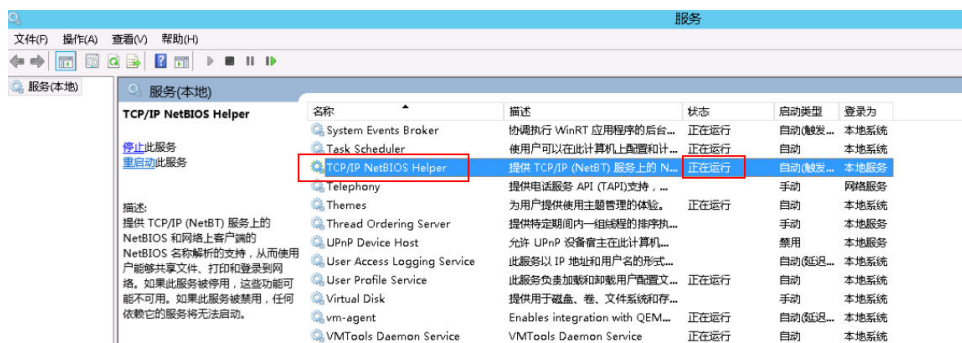 服务
文件(F) 操作(A) 查看(V) 帮助(H)
服务(本地)
服务(本地)
TCP/IP NetBIOS Helper
停止此服务
重启动此服务
描述:
提供 TCP/IP (NetBT) 服务上的
NetBIOS 和网络上客户端的
NetBIOS 名称解析的支持，从而使用
户能够共享文件、打印和登录到网
络。如果此服务被停用，这些功能可
能不可用。如果此服务被禁用，任何
依赖它的服务将无法启动。
名称 描述 状态 启动类型 登录为
System Events Broker 协调执行 WinRT 应用程序的后台... 正在运行 自动(触发... 本地系统
Task Scheduler 使用户可以在此计算机上配置和计... 正在运行 自动 本地系统
TCP/IP NetBIOS Helper 提供 TCP/IP (NetBT) 服务上的 N... 正在运行 自动(触发... 本地服务
Telephony 提供电话服务 API (TAPI)支持，... 手动 网络服务
Themes 为用户提供使用主题管理的体验。 正在运行 自动 本地系统
Thread Ordering Server 提供特定期间内一组线程的排序执... 手动 本地服务
UPnP Device Host 允许 UPnP 设备宿主在此计算机... 禁用 本地服务
User Access Logging Service 此服务以 IP 地址和用户名的形式... 自动(延迟... 本地系统
User Profile Service 此服务负责加载和卸载用户配置文... 正在运行 自动 本地系统
Virtual Disk 提供用于磁盘、卷、文件系统和存... 手动 本地系统
vm-agent Enables integration with QEM... 正在运行 自动(延迟... 本地系统
VMTools Daemon Service VMTools Daemon Service 正在运行 自动 本地系统